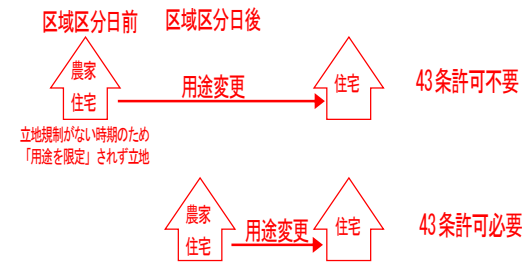 区域区分日前
区域区分日後
農家
住宅
用途変更
住宅
43条許可不要
立地規制がない時期のため
「用途を限定」されず立地
農家
住宅
用途変更
住宅
43条許可必要